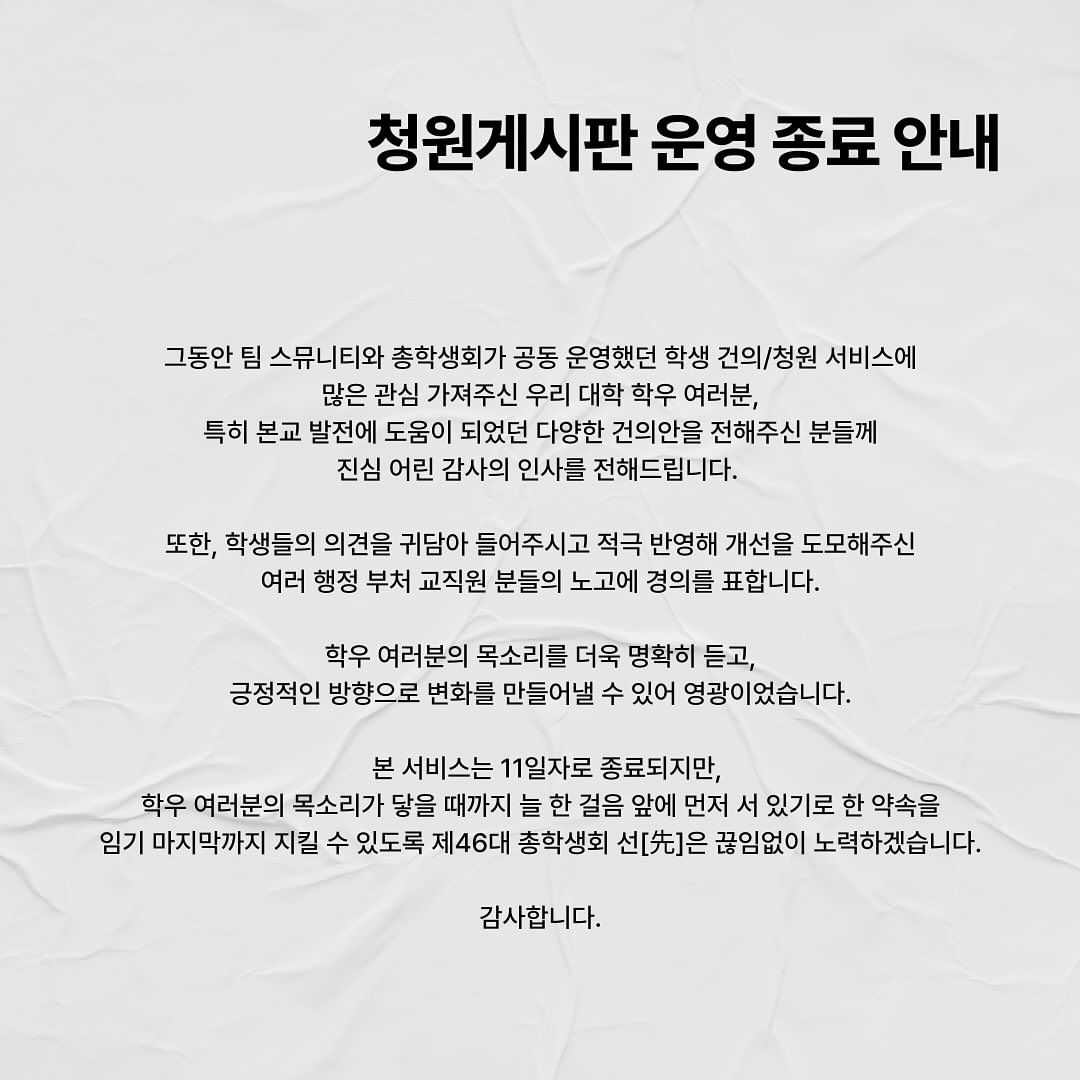 청원게시판 운영 종료 안내
그동안 팀 스뮤니티와 총학생회가 공동 운영했던 학생 건의/청원 서비스에
많은 관심 가져주신 우리 대학 학우 여러분,
특히 본교 발전에 도움이 되었던 다양한 건의안을 전해주신 분들께
진심 어린 감사의 인사를 전해드립니다.
또한, 학생들의 의견을 귀담아 들어주시고 적극 반영해 개선을 도모해주신
여러 행정 부처 교직원 분들의 노고에 경의를 표합니다.
학우 여러분의 목소리를 더욱 명확히 듣고,
긍정적인 방향으로 변화를 만들어낼 수 있어 영광이었습니다.
본 서비스는 11일자로 종료되지만,
학우 여러분의 목소리가 닿을 때까지 늘 한 걸음 앞에 먼저 서 있기로 한 약속을
임기 마지막까지 지킬 수 있도록 제46대 총학생회 선[先]은 끊임없이 노력하겠습니다.
감사합니다.